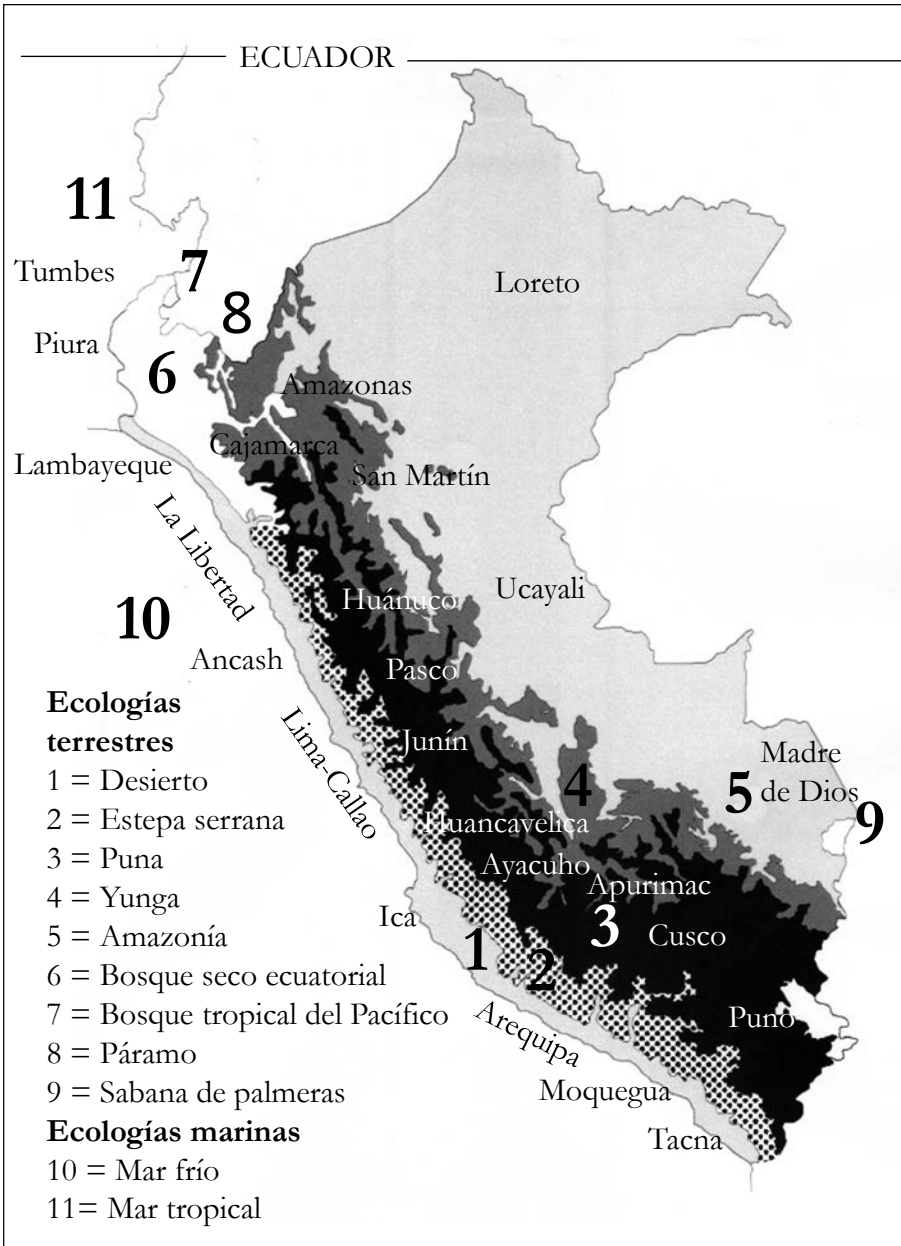 ECUADOR
11
Tumbes
7
8
Loreto
Piura
6
Amazonas
Cajamarca
Lambayeque
San Martín
La Libertad
10
Huánuco
Ucayali
Ancash
Pasco
Lima-Callao
Junín
4
5
Madre
de Dios
9
Huancavelica
Ayacuho
Apurimac
Ica
3
Cusco
1
2
Arequipa
Puno
Moquegua
Tacna
Ecologías
terrestres
1 = Desierto
2 = Estepa serrana
3 = Puna
4 = Yunga
5 = Amazonía
6 = Bosque seco ecuatorial
7 = Bosque tropical del Pacífico
8 = Páramo
9 = Sabana de palmeras
Ecologías marinas
10 = Mar frío
11= Mar tropical